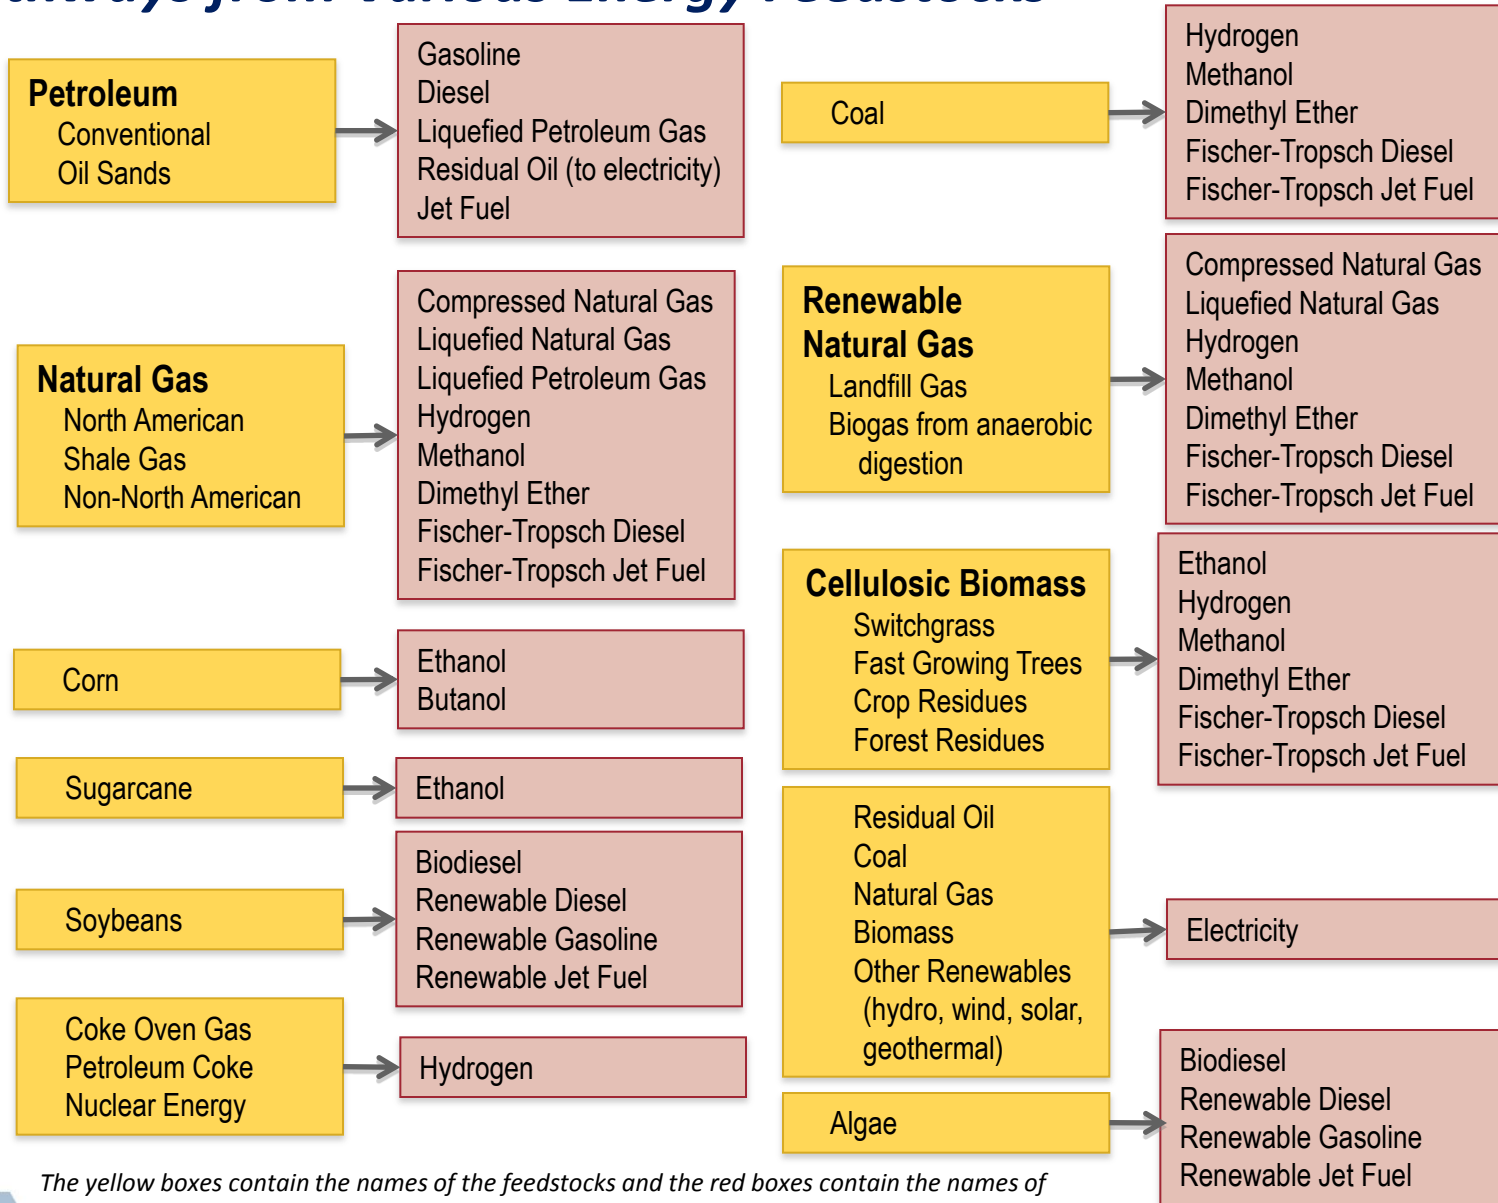 from Various Energy Feedstocks
Petroleum
Conventional
Oil Sands
Gasoline
Diesel
Liquefied Petroleum Gas
Residual Oil (to electricity)
Jet Fuel
Natural Gas
North American
Shale Gas
Non-North American
Compressed Natural Gas
Liquefied Natural Gas
Liquefied Petroleum Gas
Hydrogen
Methanol
Dimethyl Ether
Fischer-Tropsch Diesel
Fischer-Tropsch Jet Fuel
Corn
Ethanol
Butanol
Sugarcane
Ethanol
Soybeans
Biodiesel
Renewable Diesel
Renewable Gasoline
Renewable Jet Fuel
Coke Oven Gas
Petroleum Coke
Nuclear Energy
Hydrogen
Coal
Hydrogen
Methanol
Dimethyl Ether
Fischer-Tropsch Diesel
Fischer-Tropsch Jet Fuel
Renewable
Natural Gas
Landfill Gas
Biogas from anaerobic
digestion
Compressed Natural Gas
Liquefied Natural Gas
Hydrogen
Methanol
Dimethyl Ether
Fischer-Tropsch Diesel
Fischer-Tropsch Jet Fuel
Cellulosic Biomass
Switchgrass
Fast Growing Trees
Crop Residues
Forest Residues
Ethanol
Hydrogen
Methanol
Dimethyl Ether
Fischer-Tropsch Diesel
Fischer-Tropsch Jet Fuel
Residual Oil
Coal
Natural Gas
Biomass
Other Renewables
(hydro, wind, solar,
geothermal)
Electricity
Algae
Biodiesel
Renewable Diesel
Renewable Gasoline
Renewable Jet Fuel
The yellow boxes contain the names of the feedstocks and the red boxes contain the names of